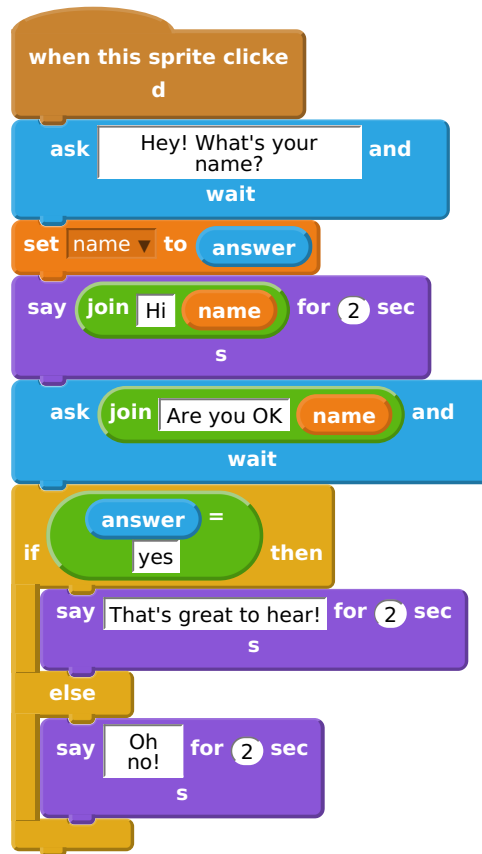 when this sprite clicke
d
ask Hey! What's your name? and
wait
set name ▼ to answer
say join Hi name for 2 sec
s
ask join Are you OK name and
wait
if answer = yes then
say That's great to hear! for 2 sec
s
else
say Oh no! for 2 sec
s